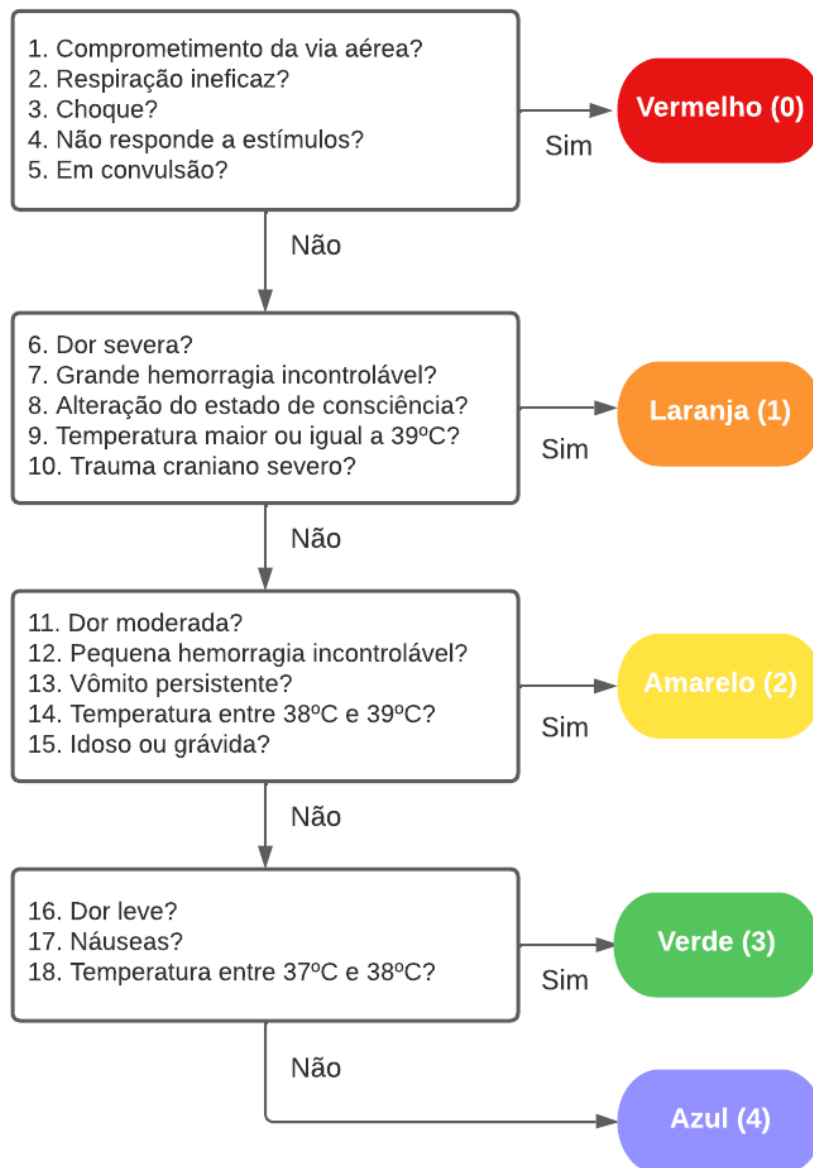 1. Comprometimento da via aérea?
2. Respiração ineficaz?
3. Choque?
4. Não responde a estímulos?
5. Em convulsão?
Sim
Vermelho (0)
Não
6. Dor severa?
7. Grande hemorragia incontrolável?
8. Alteração do estado de consciência?
9. Temperatura maior ou igual a 39ºC?
10. Trauma craniano severo?
Sim
Laranja (1)
Não
11. Dor moderada?
12. Pequena hemorragia incontrolável?
13. Vômito persistente?
14. Temperatura entre 38ºC e 39ºC?
15. Idoso ou grávida?
Sim
Amarelo (2)
Não
16. Dor leve?
17. Náuseas?
18. Temperatura entre 37ºC e 38ºC?
Sim
Verde (3)
Não
Azul (4)